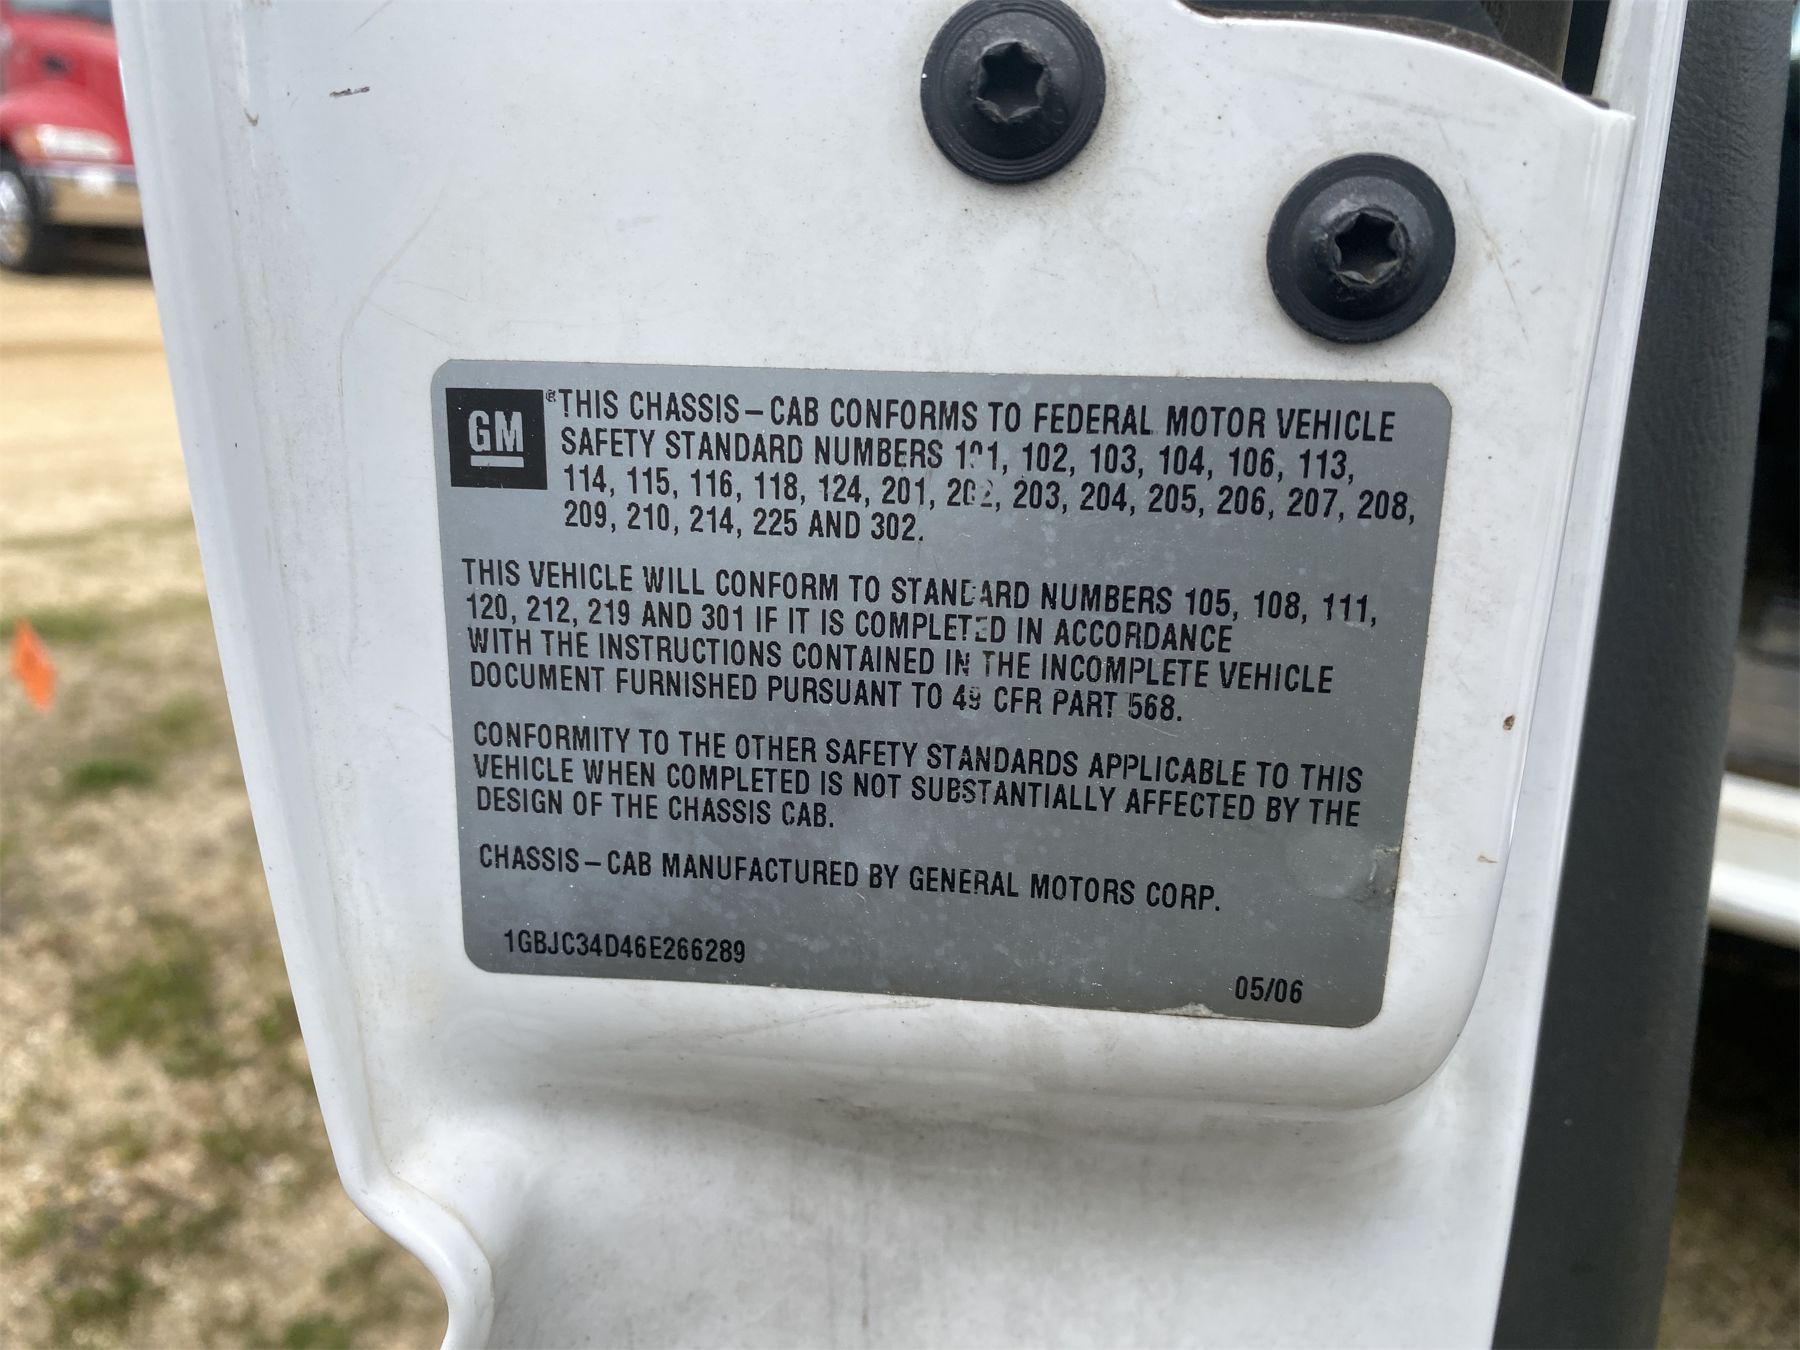 GM® THIS CHASSIS – CAB CONFORMS TO FEDERAL MOTOR VEHICLE
SAFETY STANDARD NUMBERS 101, 102, 103, 104, 106, 113,
114, 115, 116, 118, 124, 201, 202, 203, 204, 205, 206, 207, 208,
209, 210, 214, 225 AND 302.
THIS VEHICLE WILL CONFORM TO STANDARD NUMBERS 105, 108, 111,
120, 212, 219 AND 301 IF IT IS COMPLETED IN ACCORDANCE
WITH THE INSTRUCTIONS CONTAINED IN THE INCOMPLETE VEHICLE
DOCUMENT FURNISHED PURSUANT TO 49 CFR PART 568.
CONFORMITY TO THE OTHER SAFETY STANDARDS APPLICABLE TO THIS
VEHICLE WHEN COMPLETED IS NOT SUBSTANTIALLY AFFECTED BY THE
DESIGN OF THE CHASSIS CAB.
CHASSIS – CAB MANUFACTURED BY GENERAL MOTORS CORP.
1GBJC34D46E266289
05/06